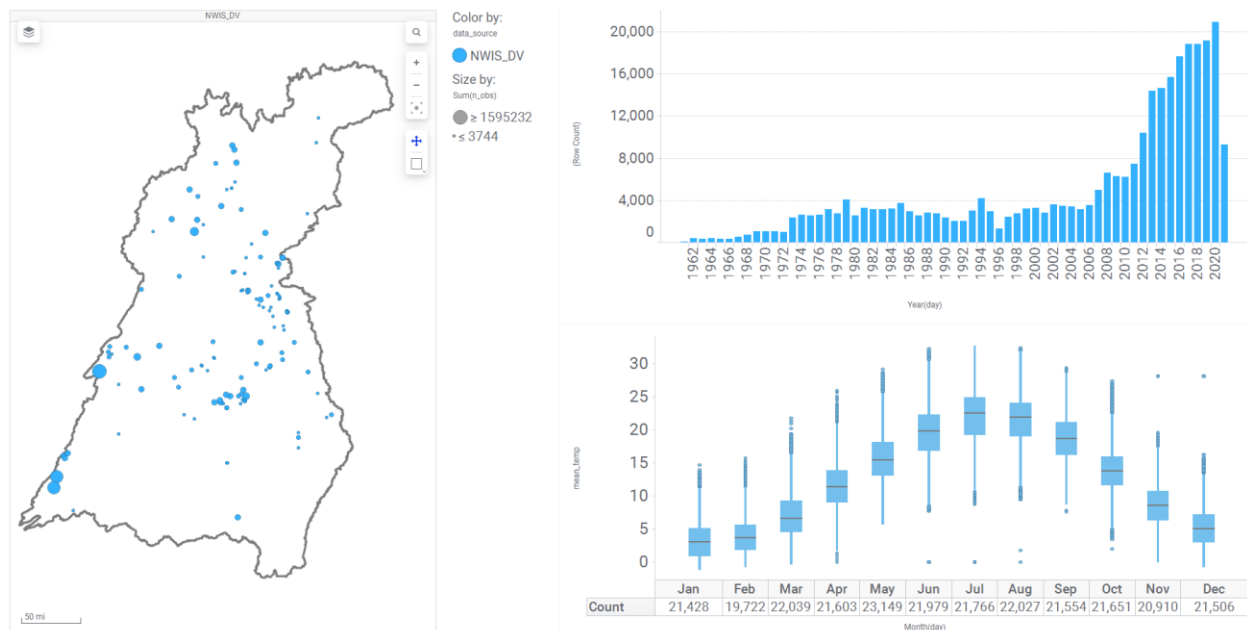 NWIS_DV
Color by:
data_source
NWIS_DV
Size by:
Sum(n_obs)
≥ 1595232
≤ 3744
+
−
50 mi
20,000
16,000
12,000
8,000
4,000
0
(Row Count)
1962 1964 1966 1968 1970 1972 1974 1976 1978 1980 1982 1984 1986 1988 1990 1992 1994 1996 1998 2000 2002 2004 2006 2008 2010 2012 2014 2016 2018 2020
Year(day)
30
25
20
15
10
5
0
mean_temp
Jan Feb Mar Apr May Jun Jul Aug Sep Oct Nov Dec
Count 21,428 19,722 22,039 21,603 23,149 21,979 21,766 22,027 21,554 21,651 20,910 21,506
Month(day)